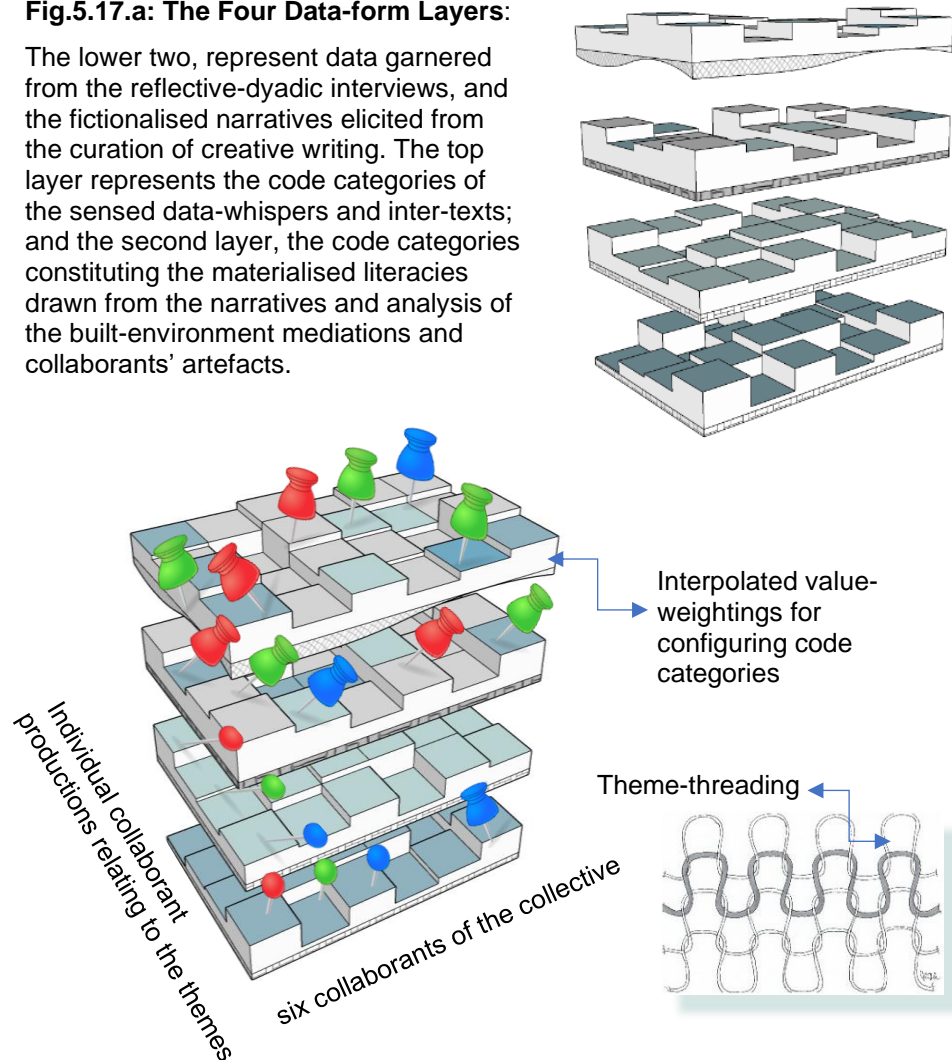 Fig.5.17.a: The Four Data-form Layers:
The lower two, represent data garnered
from the reflective-dyadic interviews, and
the fictionalised narratives elicited from
the curation of creative writing. The top
layer represents the code categories of
the sensed data-whispers and inter-texts;
and the second layer, the code categories
constituting the materialised literacies
drawn from the narratives and analysis of
the built-environment mediations and
collaborants’ artefacts.
Interpolated value-
weightings for
configuring code
categories
Theme-threading
Individual collaborant
productions relating to the themes
six collaborants of the collective